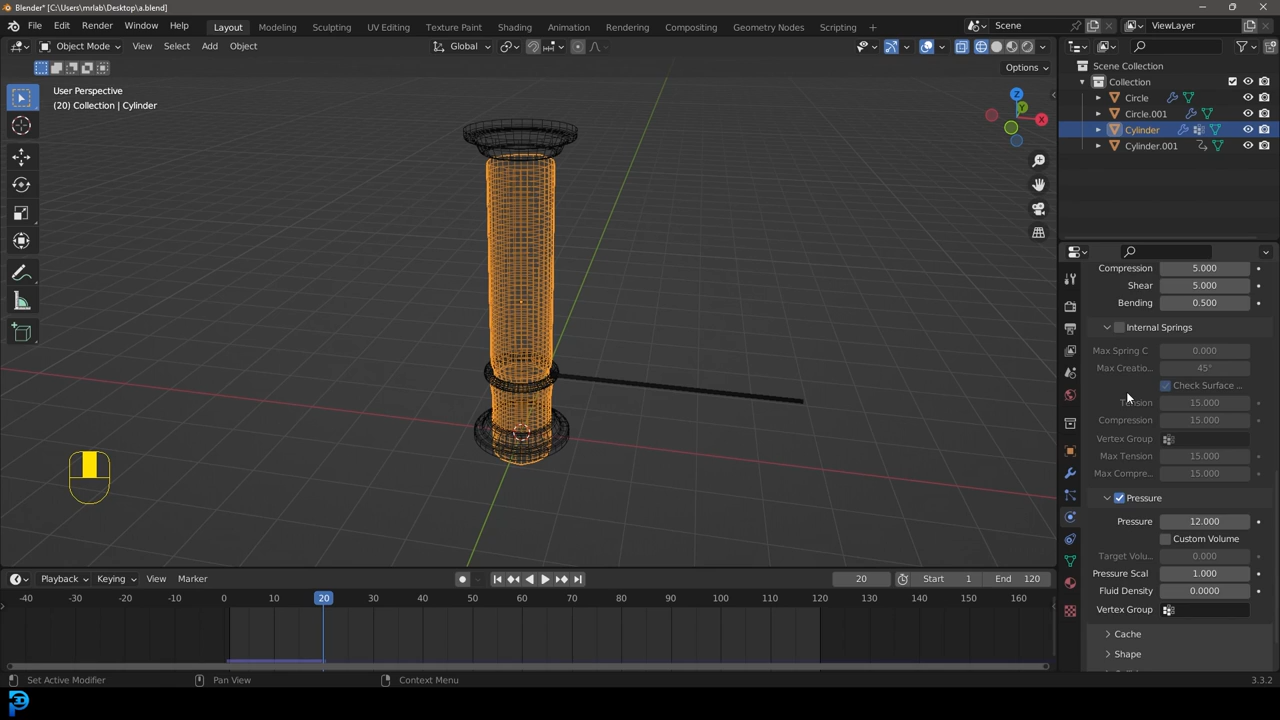 Blender* [C:\Users\mrlab\Desktop\a.blend]
File Edit Render Window Help
Layout Modeling Sculpting UV Editing Texture Paint Shading Animation Rendering Compositing Geometry Nodes Scripting
Scene ViewLayer
Object Mode View Select Add Object Global
Options
User Perspective
(20) Collection | Cylinder
Z
Y
X
Scene Collection
Collection
Circle
Circle.001
Cylinder
Cylinder.001
Compression 5.000
Shear 5.000
Bending 0.500
Internal Springs
Max Spring C 0.000
Max Creatio... 45°
Check Surface ...
Tension 15.000
Compression 15.000
Vertex Group
Max Tension 15.000
Max Compre... 15.000
Pressure
Pressure 12.000
Custom Volume
Target Volu... 0.000
Pressure Scal 1.000
Fluid Density 0.0000
Vertex Group
Cache
Shape
Playback Keying View Marker 20 Start 1 End 120
-40 -30 -20 -10 0 10 20 30 40 50 60 70 80 90 100 110 120 130 140 150 160
Set Active Modifier Pan View Context Menu 3.3.2